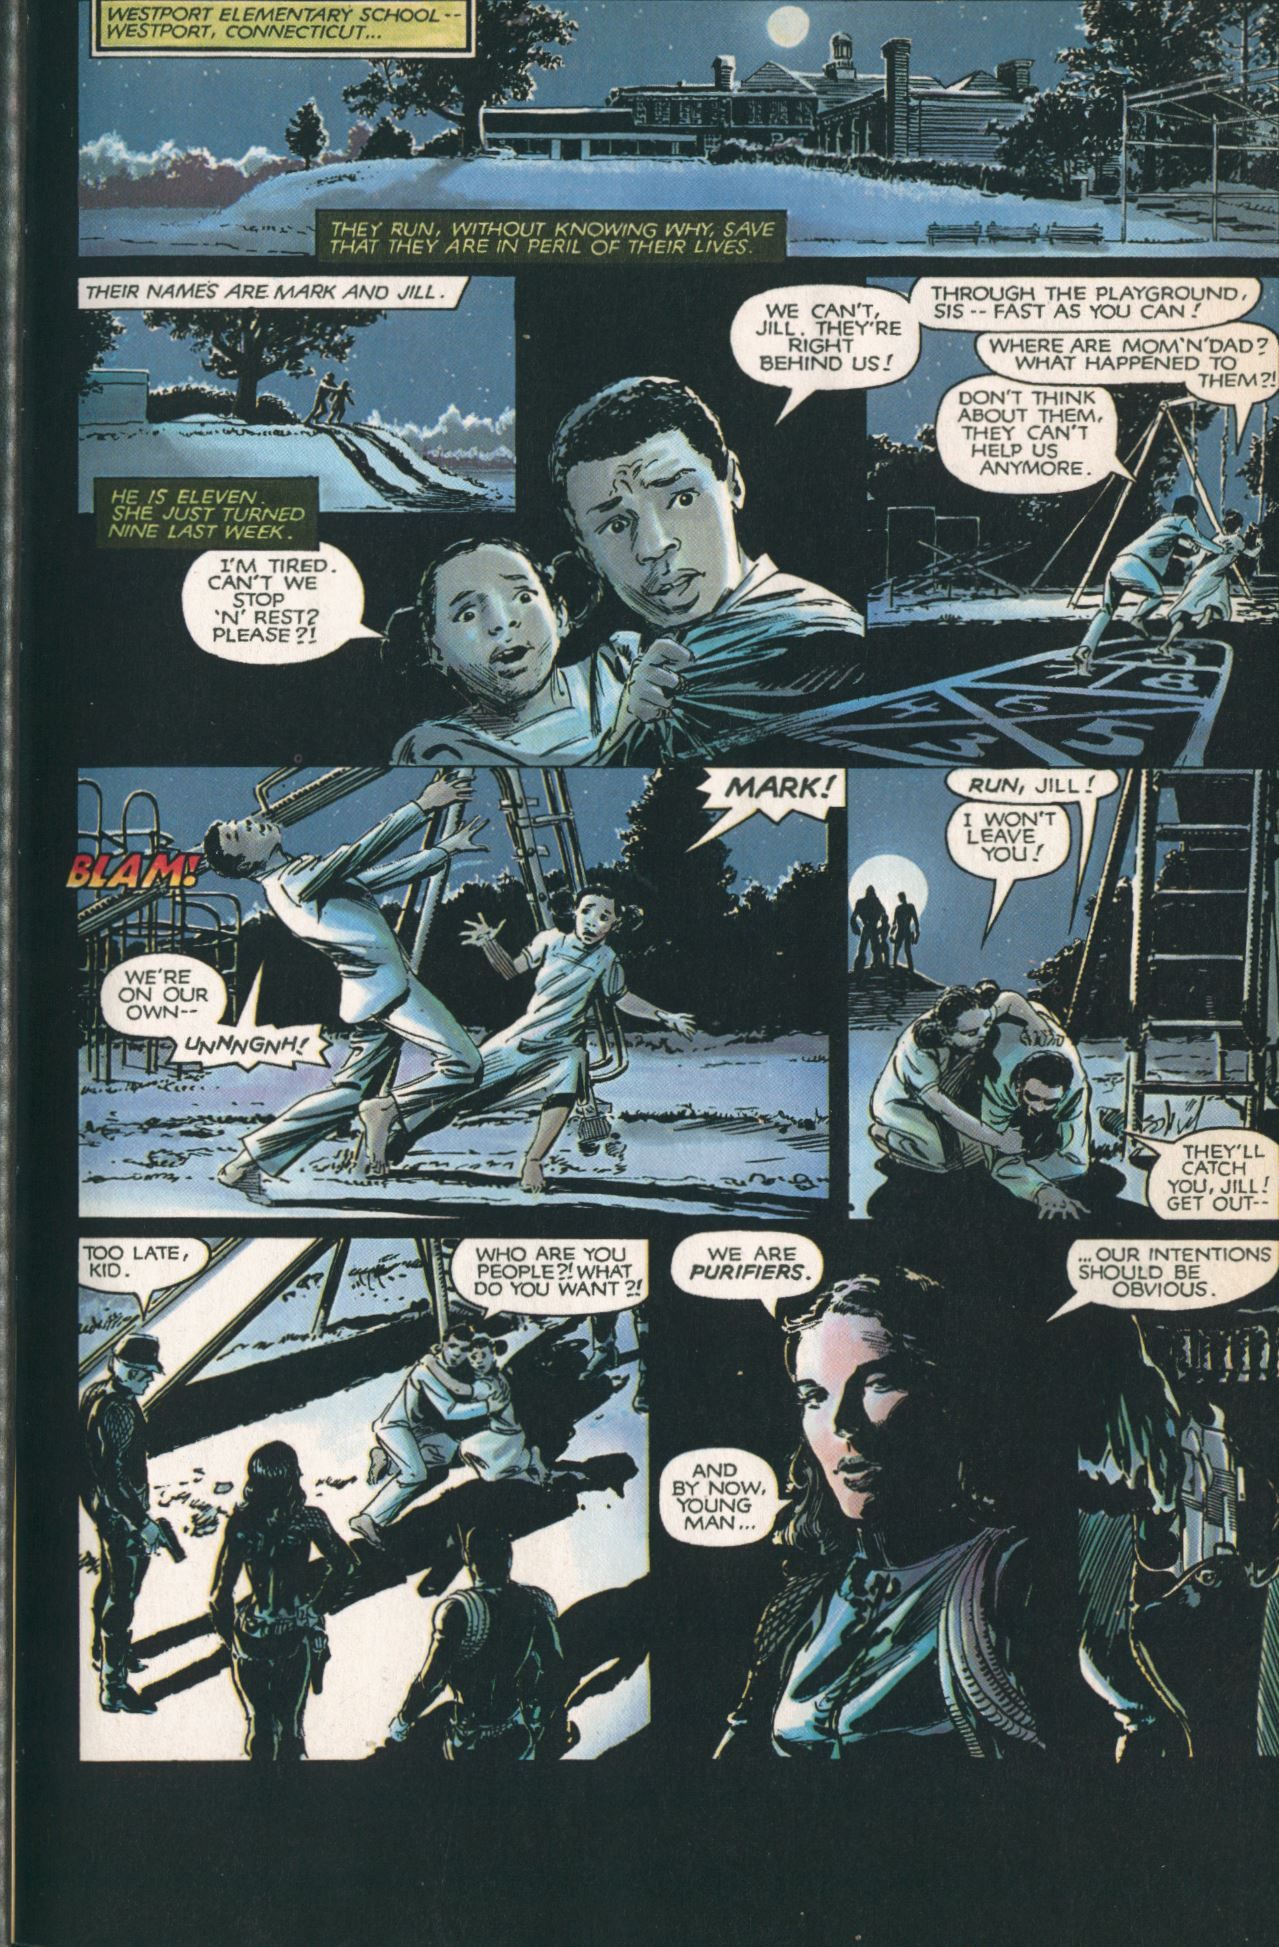 WESTPORT ELEMENTARY SCHOOL--
WESTPORT, CONNECTICUT...
THEY RUN, WITHOUT KNOWING WHY, SAVE
THAT THEY ARE IN PERIL OF THEIR LIVES.
THEIR NAMES ARE MARK AND JILL.
HE IS ELEVEN.
SHE JUST TURNED
NINE LAST WEEK.
I'M TIRED.
CAN'T WE
STOP
'N' REST?
PLEASE?!
WE CAN'T,
JILL. THEY'RE
RIGHT
BEHIND US!
THROUGH THE PLAYGROUND,
SIS -- FAST AS YOU CAN!
WHERE ARE MOM'N'DAD?
WHAT HAPPENED TO
THEM?!
DON'T THINK
ABOUT THEM,
THEY CAN'T
HELP US
ANYMORE.
4 6 8
3 5
BLAM!
WE'RE
ON OUR
OWN--
UNNNGNH!
MARK!
RUN, JILL!
I WON'T
LEAVE
YOU!
THEY'LL
CATCH
YOU, JILL!
GET OUT--
TOO LATE,
KID.
WHO ARE YOU
PEOPLE?! WHAT
DO YOU WANT?!
WE ARE
PURIFIERS.
AND
BY NOW,
YOUNG
MAN...
...OUR INTENTIONS
SHOULD BE
OBVIOUS.